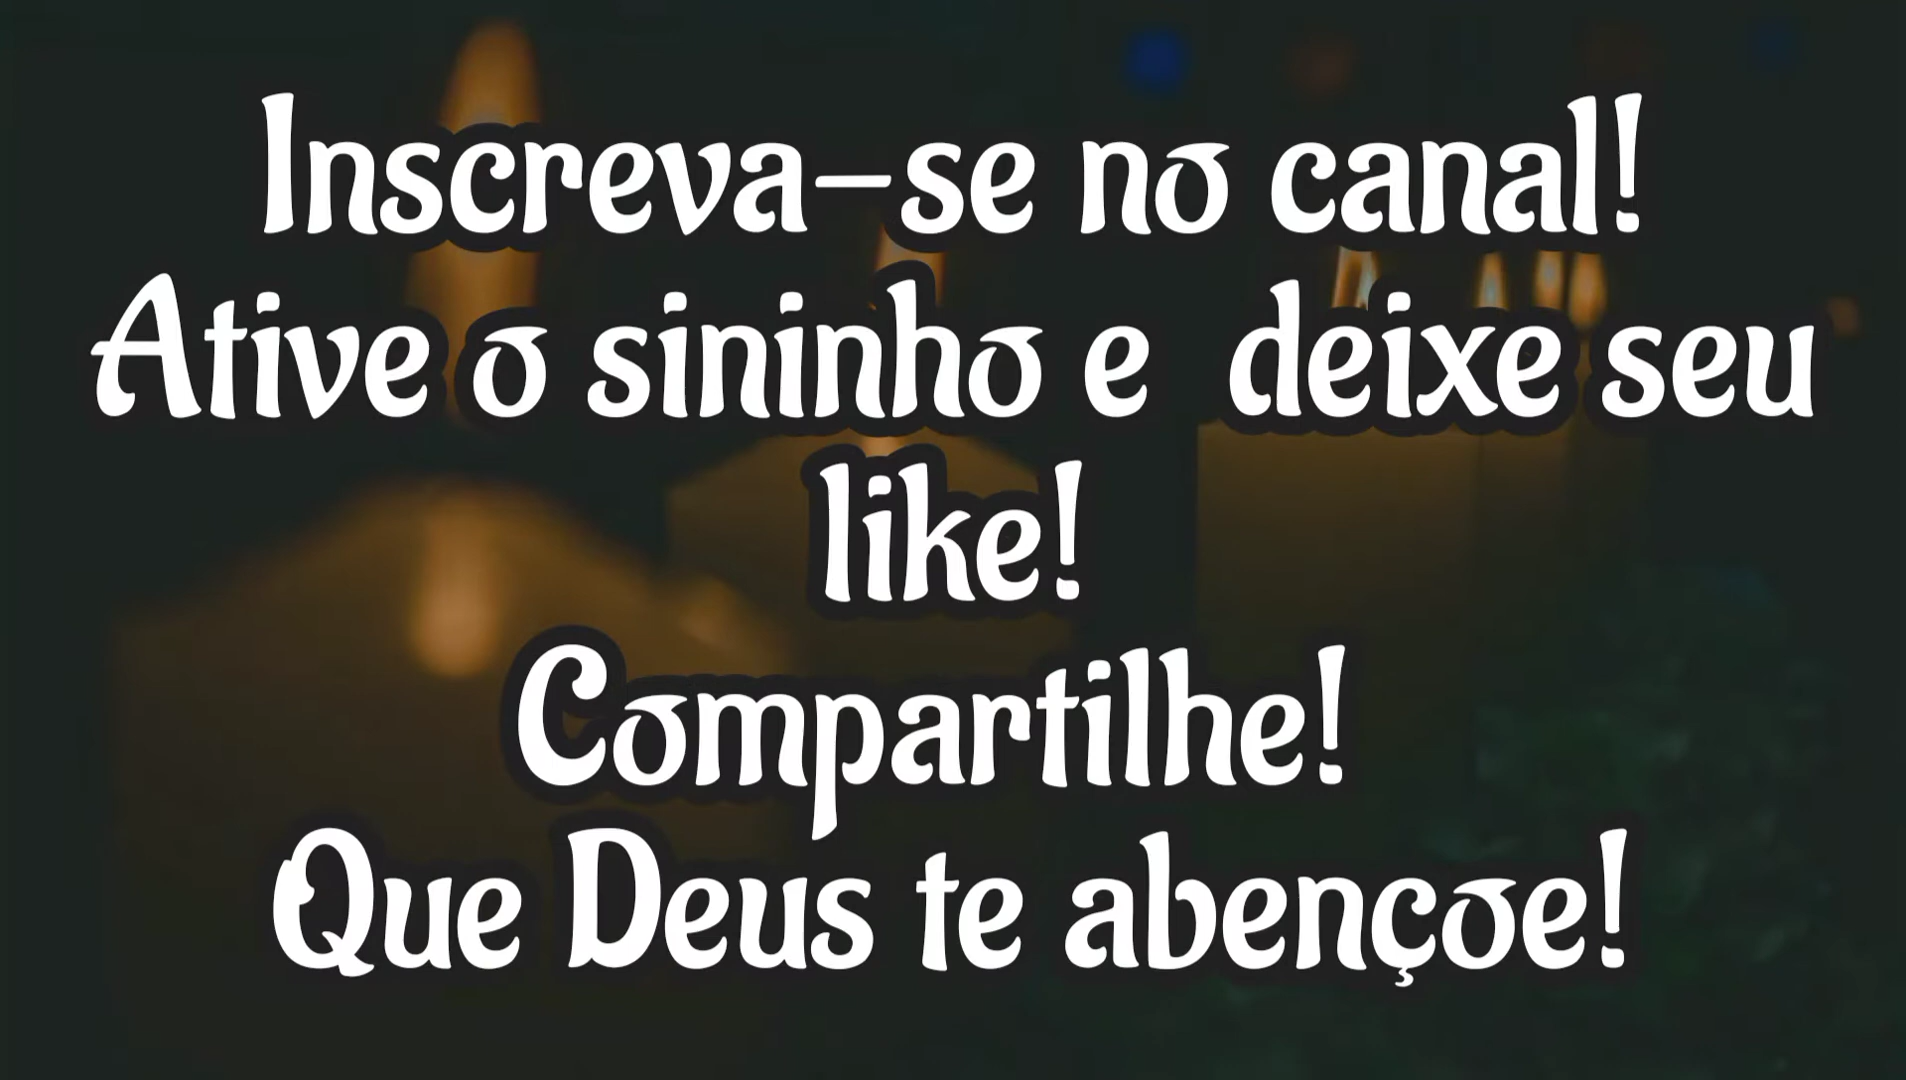 Inscreva-se no canal!
Ative o sininho e  deixe seu
like!
Compartilhe!
Que Deus te abençoe!